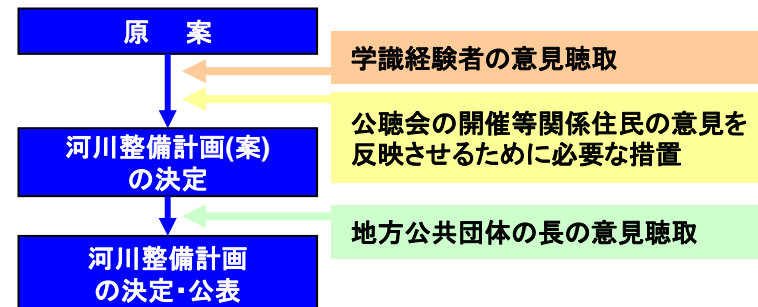 原 案
学識経験者の意見聴取
公聴会の開催等関係住民の意見を
反映させるために必要な措置
河川整備計画(案)
の決定
地方公共団体の長の意見聴取
河川整備計画
の決定・公表